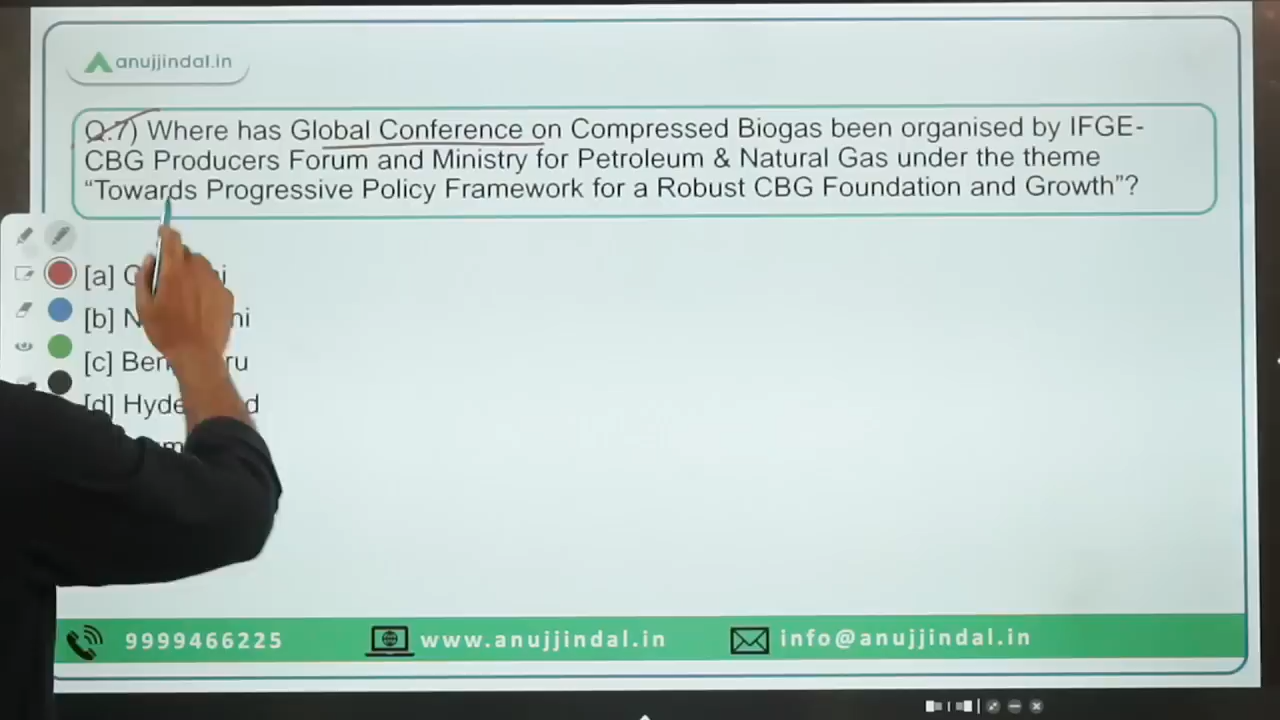 anujjindal.in
Q.7) Where has Global Conference on Compressed Biogas been organised by IFGE-
CBG Producers Forum and Ministry for Petroleum & Natural Gas under the theme
“Towards Progressive Policy Framework for a Robust CBG Foundation and Growth”?
[a]
[b]
[c]
[d]
9999466225 www.anujjindal.in info@anujjindal.in